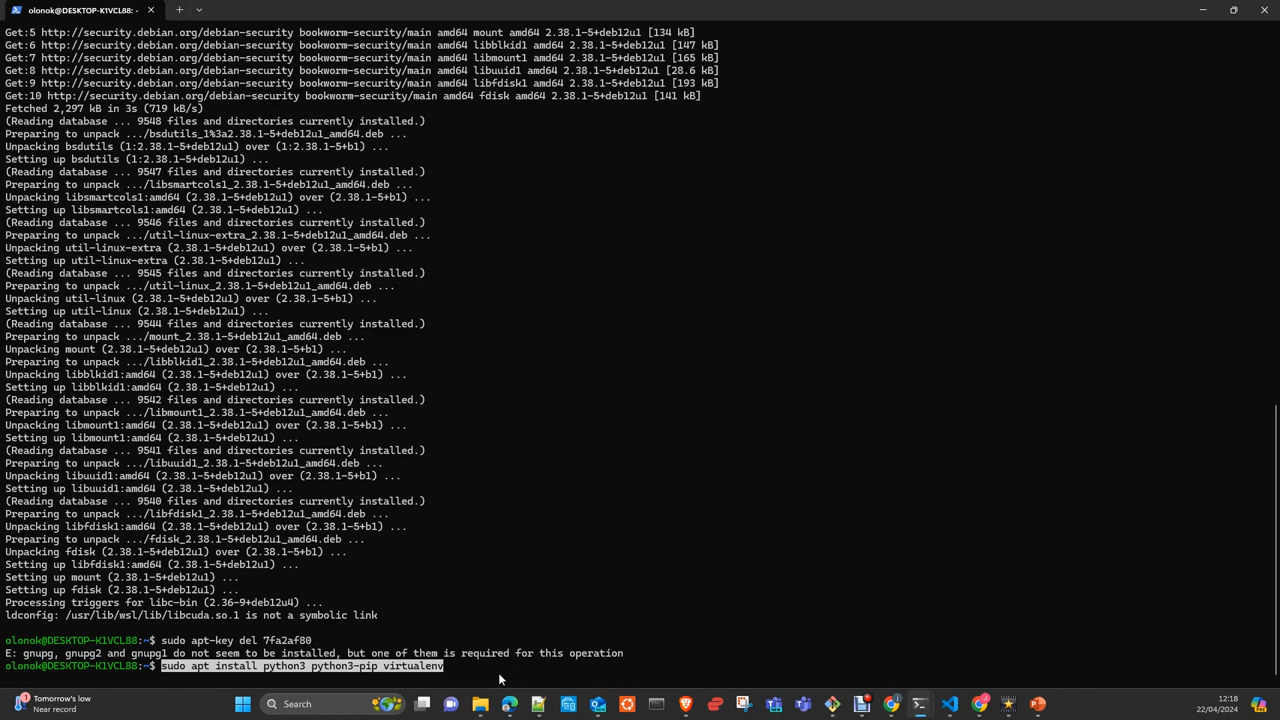 olonok@DESKTOP-K1VCL88: ~
Get:5 http://security.debian.org/debian-security bookworm-security/main amd64 mount amd64 2.38.1-5+deb12u1 [134 kB]
Get:6 http://security.debian.org/debian-security bookworm-security/main amd64 libblkid1 amd64 2.38.1-5+deb12u1 [147 kB]
Get:7 http://security.debian.org/debian-security bookworm-security/main amd64 libmount1 amd64 2.38.1-5+deb12u1 [165 kB]
Get:8 http://security.debian.org/debian-security bookworm-security/main amd64 libuuid1 amd64 2.38.1-5+deb12u1 [28.6 kB]
Get:9 http://security.debian.org/debian-security bookworm-security/main amd64 libfdisk1 amd64 2.38.1-5+deb12u1 [193 kB]
Get:10 http://security.debian.org/debian-security bookworm-security/main amd64 fdisk amd64 2.38.1-5+deb12u1 [141 kB]
Fetched 2,297 kB in 3s (719 kB/s)
(Reading database ... 9548 files and directories currently installed.)
Preparing to unpack .../bsdutils_1%3a2.38.1-5+deb12u1_amd64.deb ...
Unpacking bsdutils (1:2.38.1-5+deb12u1) over (1:2.38.1-5+b1) ...
Setting up bsdutils (1:2.38.1-5+deb12u1) ...
(Reading database ... 9547 files and directories currently installed.)
Preparing to unpack .../libsmartcols1_2.38.1-5+deb12u1_amd64.deb ...
Unpacking libsmartcols1:amd64 (2.38.1-5+deb12u1) over (2.38.1-5+b1) ...
Setting up libsmartcols1:amd64 (2.38.1-5+deb12u1) ...
(Reading database ... 9546 files and directories currently installed.)
Preparing to unpack .../util-linux-extra_2.38.1-5+deb12u1_amd64.deb ...
Unpacking util-linux-extra (2.38.1-5+deb12u1) over (2.38.1-5+b1) ...
Setting up util-linux-extra (2.38.1-5+deb12u1) ...
(Reading database ... 9545 files and directories currently installed.)
Preparing to unpack .../util-linux_2.38.1-5+deb12u1_amd64.deb ...
Unpacking util-linux (2.38.1-5+deb12u1) over (2.38.1-5+b1) ...
Setting up util-linux (2.38.1-5+deb12u1) ...
(Reading database ... 9544 files and directories currently installed.)
Preparing to unpack .../mount_2.38.1-5+deb12u1_amd64.deb ...
Unpacking mount (2.38.1-5+deb12u1) over (2.38.1-5+b1) ...
Preparing to unpack .../libblkid1_2.38.1-5+deb12u1_amd64.deb ...
Unpacking libblkid1:amd64 (2.38.1-5+deb12u1) over (2.38.1-5+b1) ...
Setting up libblkid1:amd64 (2.38.1-5+deb12u1) ...
(Reading database ... 9542 files and directories currently installed.)
Preparing to unpack .../libmount1_2.38.1-5+deb12u1_amd64.deb ...
Unpacking libmount1:amd64 (2.38.1-5+deb12u1) over (2.38.1-5+b1) ...
Setting up libmount1:amd64 (2.38.1-5+deb12u1) ...
(Reading database ... 9541 files and directories currently installed.)
Preparing to unpack .../libuuid1_2.38.1-5+deb12u1_amd64.deb ...
Unpacking libuuid1:amd64 (2.38.1-5+deb12u1) over (2.38.1-5+b1) ...
Setting up libuuid1:amd64 (2.38.1-5+deb12u1) ...
(Reading database ... 9540 files and directories currently installed.)
Preparing to unpack .../libfdisk1_2.38.1-5+deb12u1_amd64.deb ...
Unpacking libfdisk1:amd64 (2.38.1-5+deb12u1) over (2.38.1-5+b1) ...
Preparing to unpack .../fdisk_2.38.1-5+deb12u1_amd64.deb ...
Unpacking fdisk (2.38.1-5+deb12u1) over (2.38.1-5+b1) ...
Setting up libfdisk1:amd64 (2.38.1-5+deb12u1) ...
Setting up mount (2.38.1-5+deb12u1) ...
Setting up fdisk (2.38.1-5+deb12u1) ...
Processing triggers for libc-bin (2.36-9+deb12u4) ...
ldconfig: /usr/lib/wsl/lib/libcuda.so.1 is not a symbolic link
olonok@DESKTOP-K1VCL88:~$ sudo apt-key del 7fa2af80
E: gnupg, gnupg2 and gnupg1 do not seem to be installed, but one of them is required for this operation
olonok@DESKTOP-K1VCL88:~$ sudo apt install python3 python3-pip virtualenv
Tomorrow's low
Near record
Search
12:18
22/04/2024